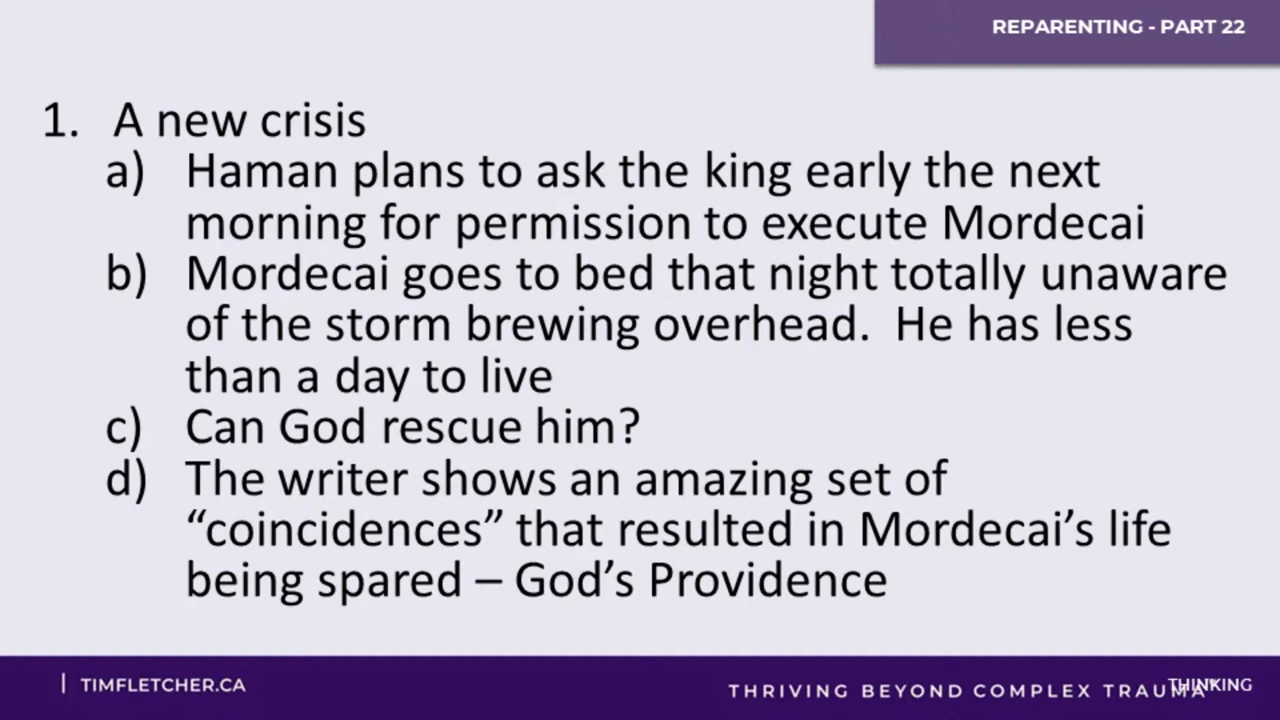 REPARENTING - PART 22
1. A new crisis
a) Haman plans to ask the king early the next
morning for permission to execute Mordecai
b) Mordecai goes to bed that night totally unaware
of the storm brewing overhead.  He has less
than a day to live
c) Can God rescue him?
d) The writer shows an amazing set of
“coincidences” that resulted in Mordecai’s life
being spared – God’s Providence
| TIMFLETCHER.CA
THRIVING BEYOND COMPLEX TRAUMA
THINKING